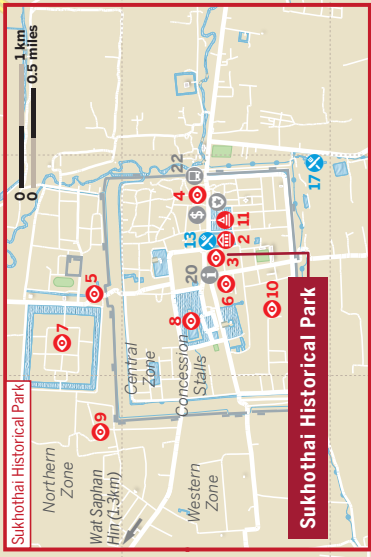 Sukhothai Historical Park
0
1 km
0
0.5 miles
Northern
Zone
Wat Saphan
Hin (1.3km)
Western
Zone
Central
Zone
Concession
Stalls
9
7
5
8
6
10
20
3
13
2
11
4
22
17
Sukhothai Historical Park